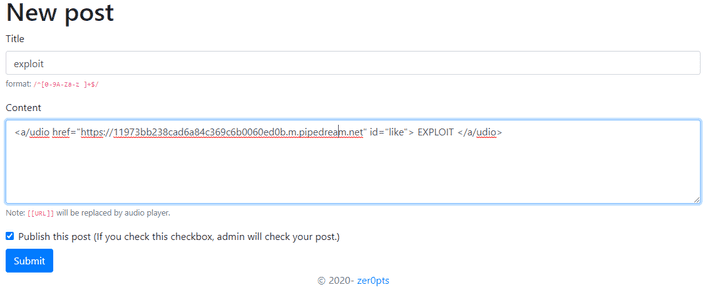 New post
Title
exploit
format: /^[0-9A-Za-z ]+$/
Content
<a/udio href="https://11973bb238cad6a84c369c6b0060ed0b.m.pipedream.net" id="like"> EXPLOIT </a/udio>
Note: [[URL]] will be replaced by audio player.
Publish this post (If you check this checkbox, admin will check your post.)
Submit
© 2020- zer0pts